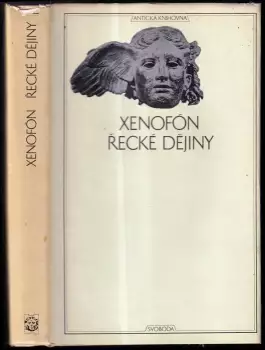 XENOFÓN ŘECKÉ DĚJINY
ANTICKÁ KNIHOVNA
XENOFÓN
ŘECKÉ DĚJINY
SVOBODA